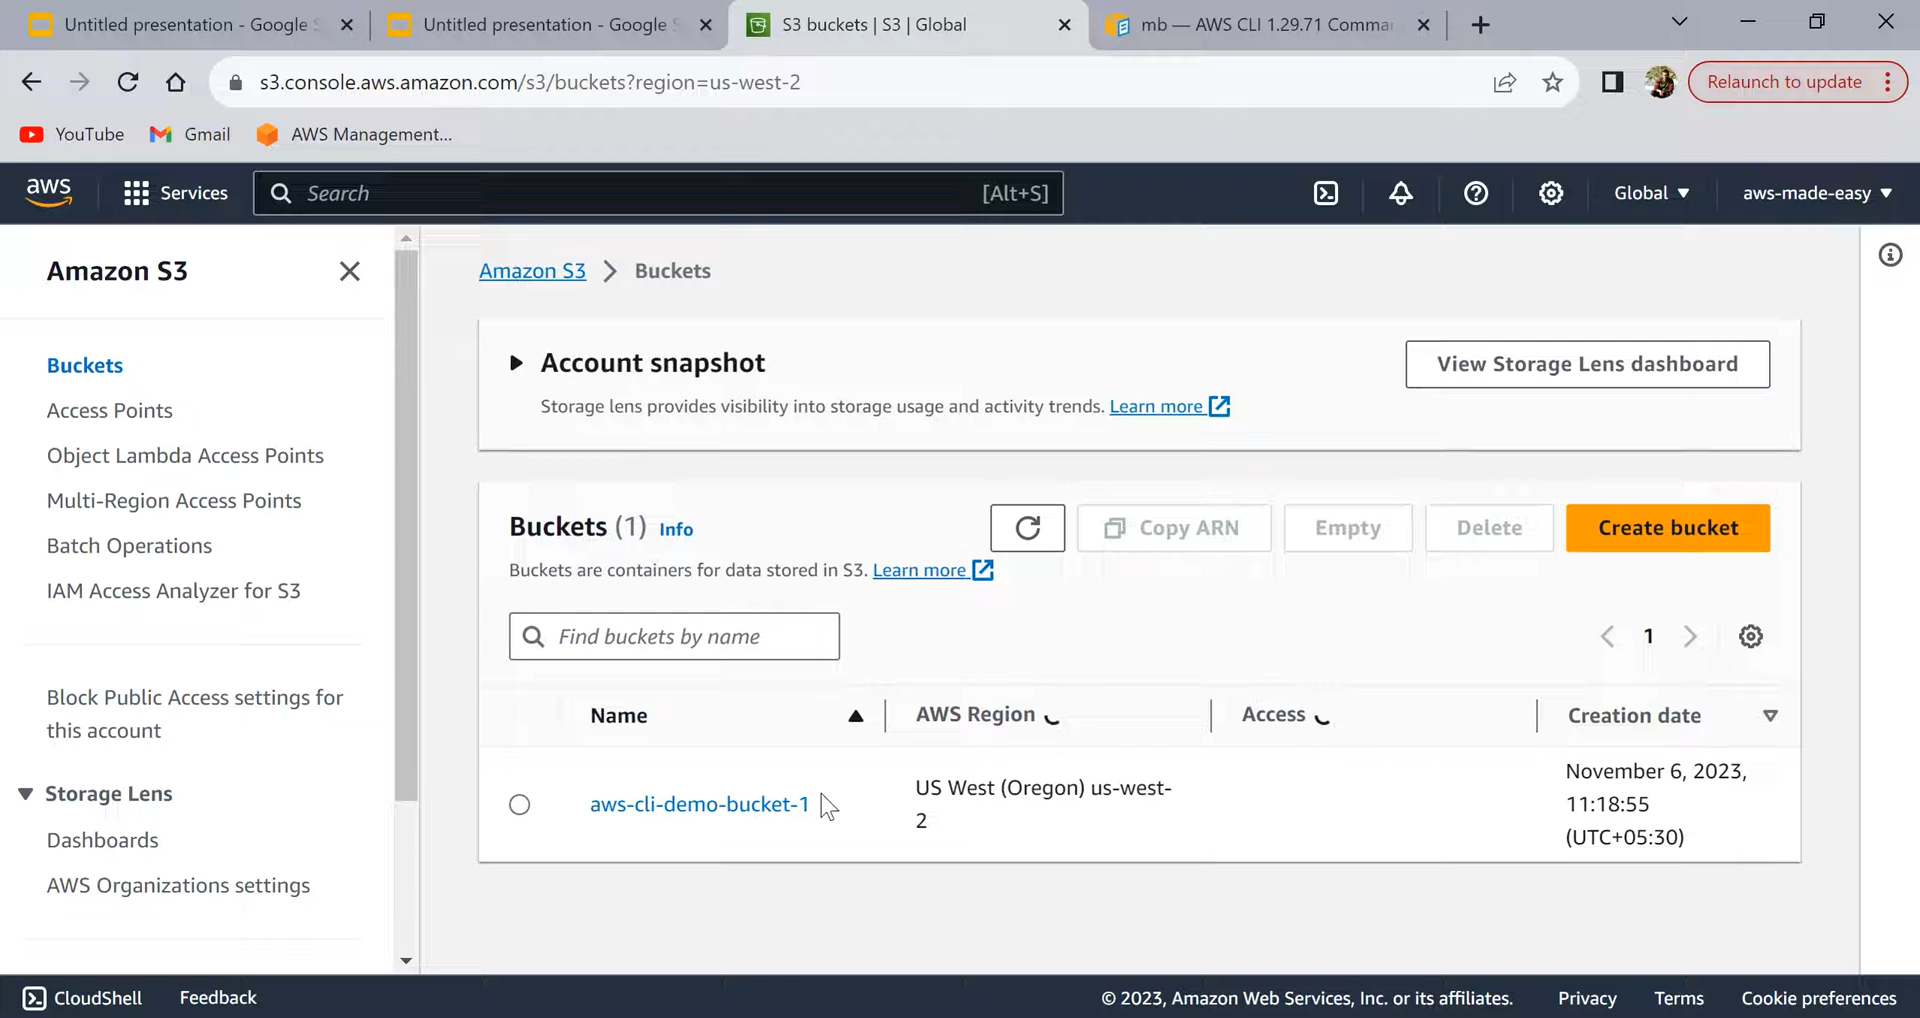 Untitled presentation - Google S
Untitled presentation - Google S
S3 buckets | S3 | Global
mb — AWS CLI 1.29.71 Comma
s3.console.aws.amazon.com/s3/buckets?region=us-west-2
Relaunch to update
YouTube
Gmail
AWS Management...
aws
Services
Search
[Alt+S]
Global
aws-made-easy
Amazon S3
Buckets
Access Points
Object Lambda Access Points
Multi-Region Access Points
Batch Operations
IAM Access Analyzer for S3
Block Public Access settings for
this account
Storage Lens
Dashboards
AWS Organizations settings
Amazon S3
Buckets
Account snapshot
View Storage Lens dashboard
Storage lens provides visibility into storage usage and activity trends. Learn more
Buckets (1) Info
Copy ARN
Empty
Delete
Create bucket
Buckets are containers for data stored in S3. Learn more
Find buckets by name
1
Name
AWS Region
Access
Creation date
aws-cli-demo-bucket-1
US West (Oregon) us-west-
2
November 6, 2023,
11:18:55
(UTC+05:30)
CloudShell
Feedback
© 2023, Amazon Web Services, Inc. or its affiliates.
Privacy
Terms
Cookie preferences